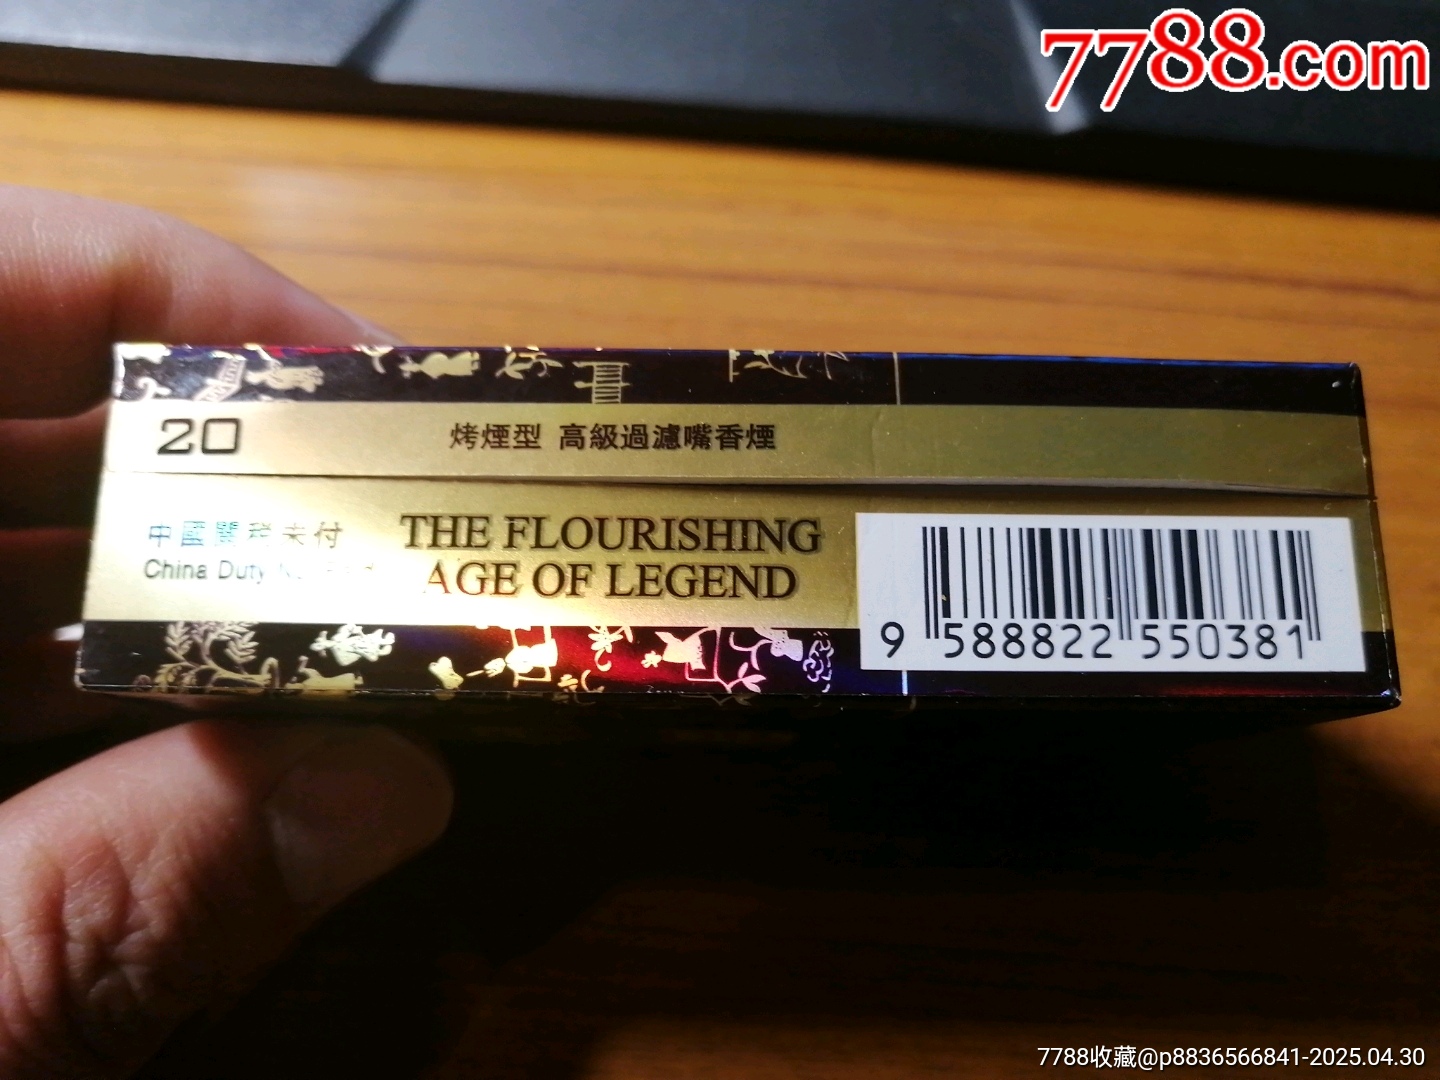 7788.com
20
烤煙型 高級過濾嘴香煙
中國關稅未付
China Duty
THE FLOURISHING
AGE OF LEGEND
9 588822 550381
7788收藏@p8836566841-2025.04.30